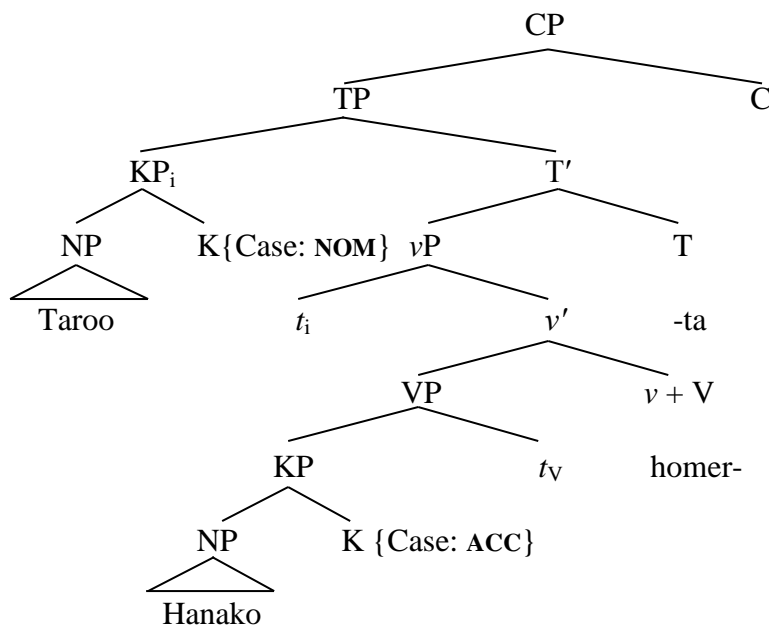 CP
TP C
KPi T′
NP K{Case: NOM} vP T
Taroo ti v′ -ta
VP v + V
KP tV homer-
NP K {Case: ACC}
Hanako